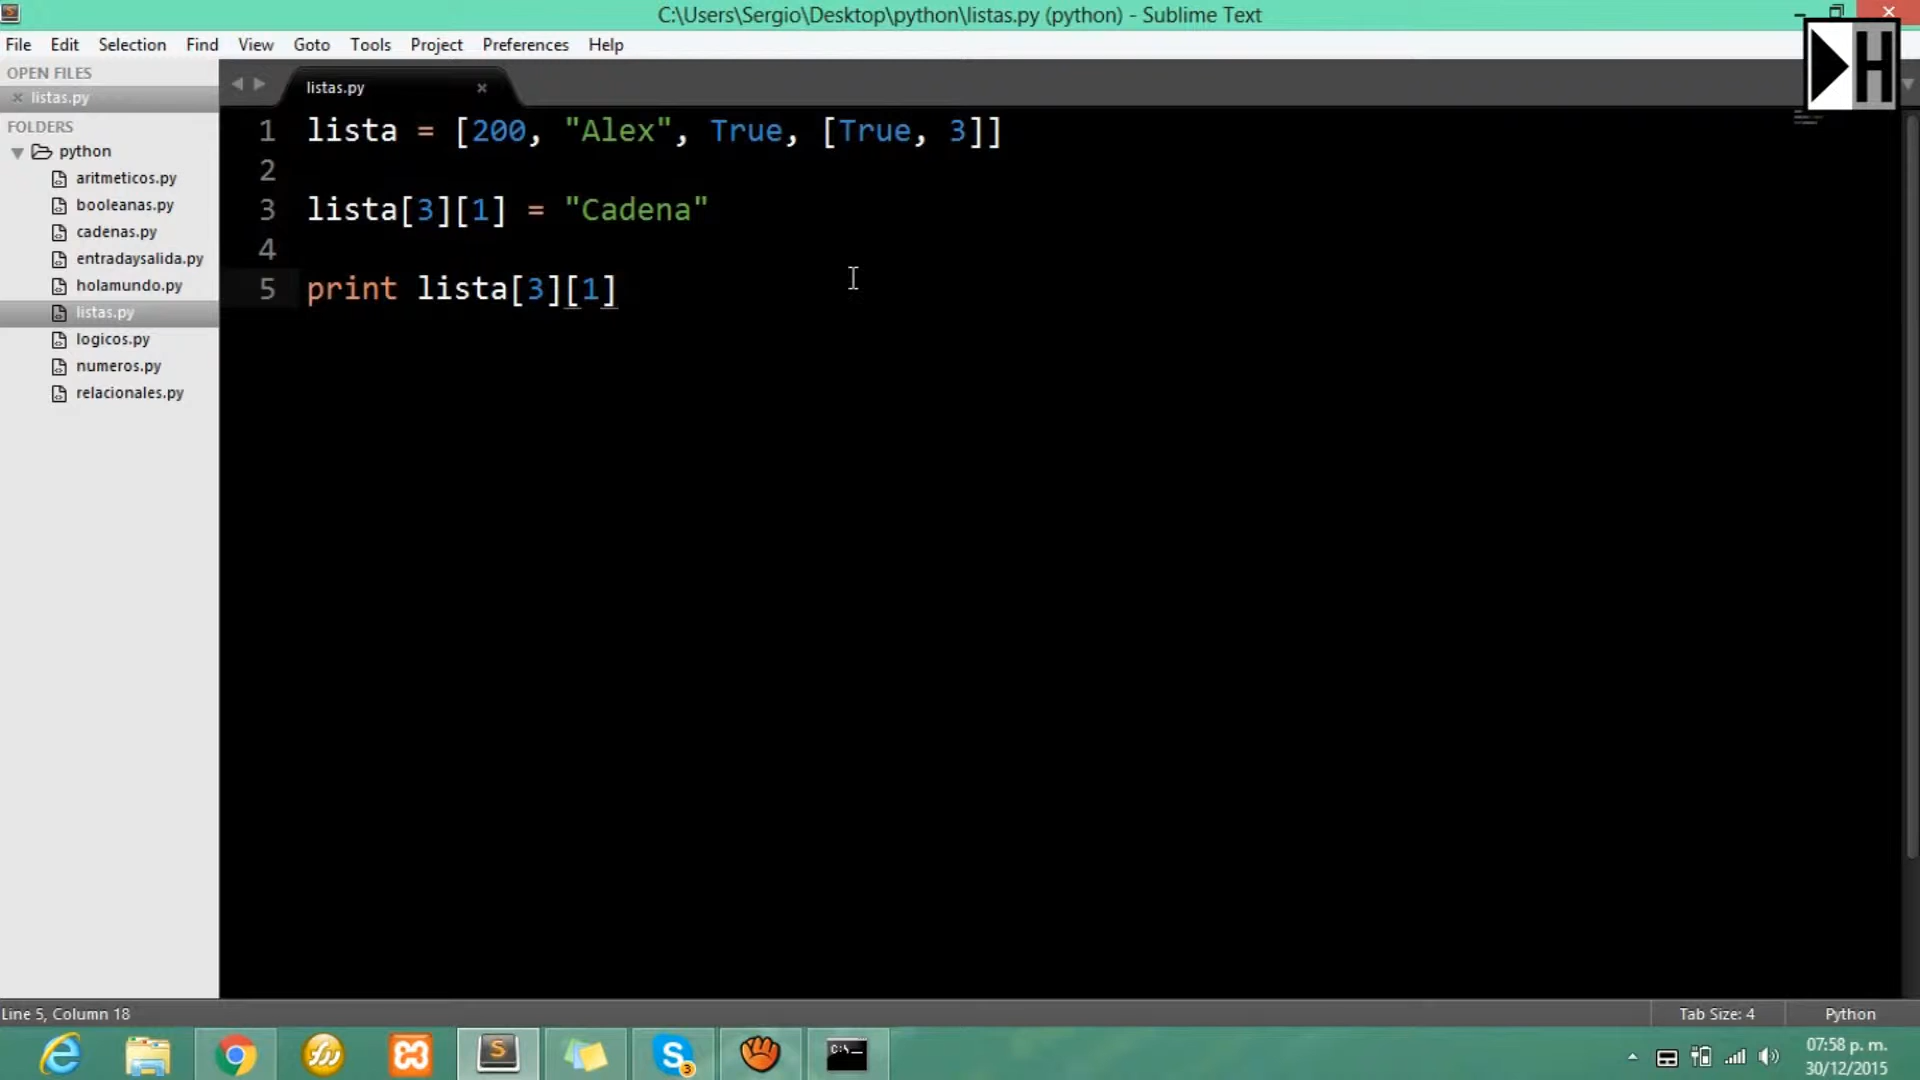 C:\Users\Sergio\Desktop\python\listas.py (python) - Sublime Text
File Edit Selection Find View Goto Tools Project Preferences Help
H
OPEN FILES
listas.py
FOLDERS
python
aritmeticos.py
booleanas.py
cadenas.py
entradaysalida.py
holamundo.py
listas.py
logicos.py
numeros.py
relacionales.py
listas.py
1 lista = [200, "Alex", True, [True, 3]]
2
3 lista[3][1] = "Cadena"
4
5 print lista[3][1]
Line 5, Column 18
Tab Size: 4
Python
S
S
3
C:\_
07:58 p. m.
30/12/2015